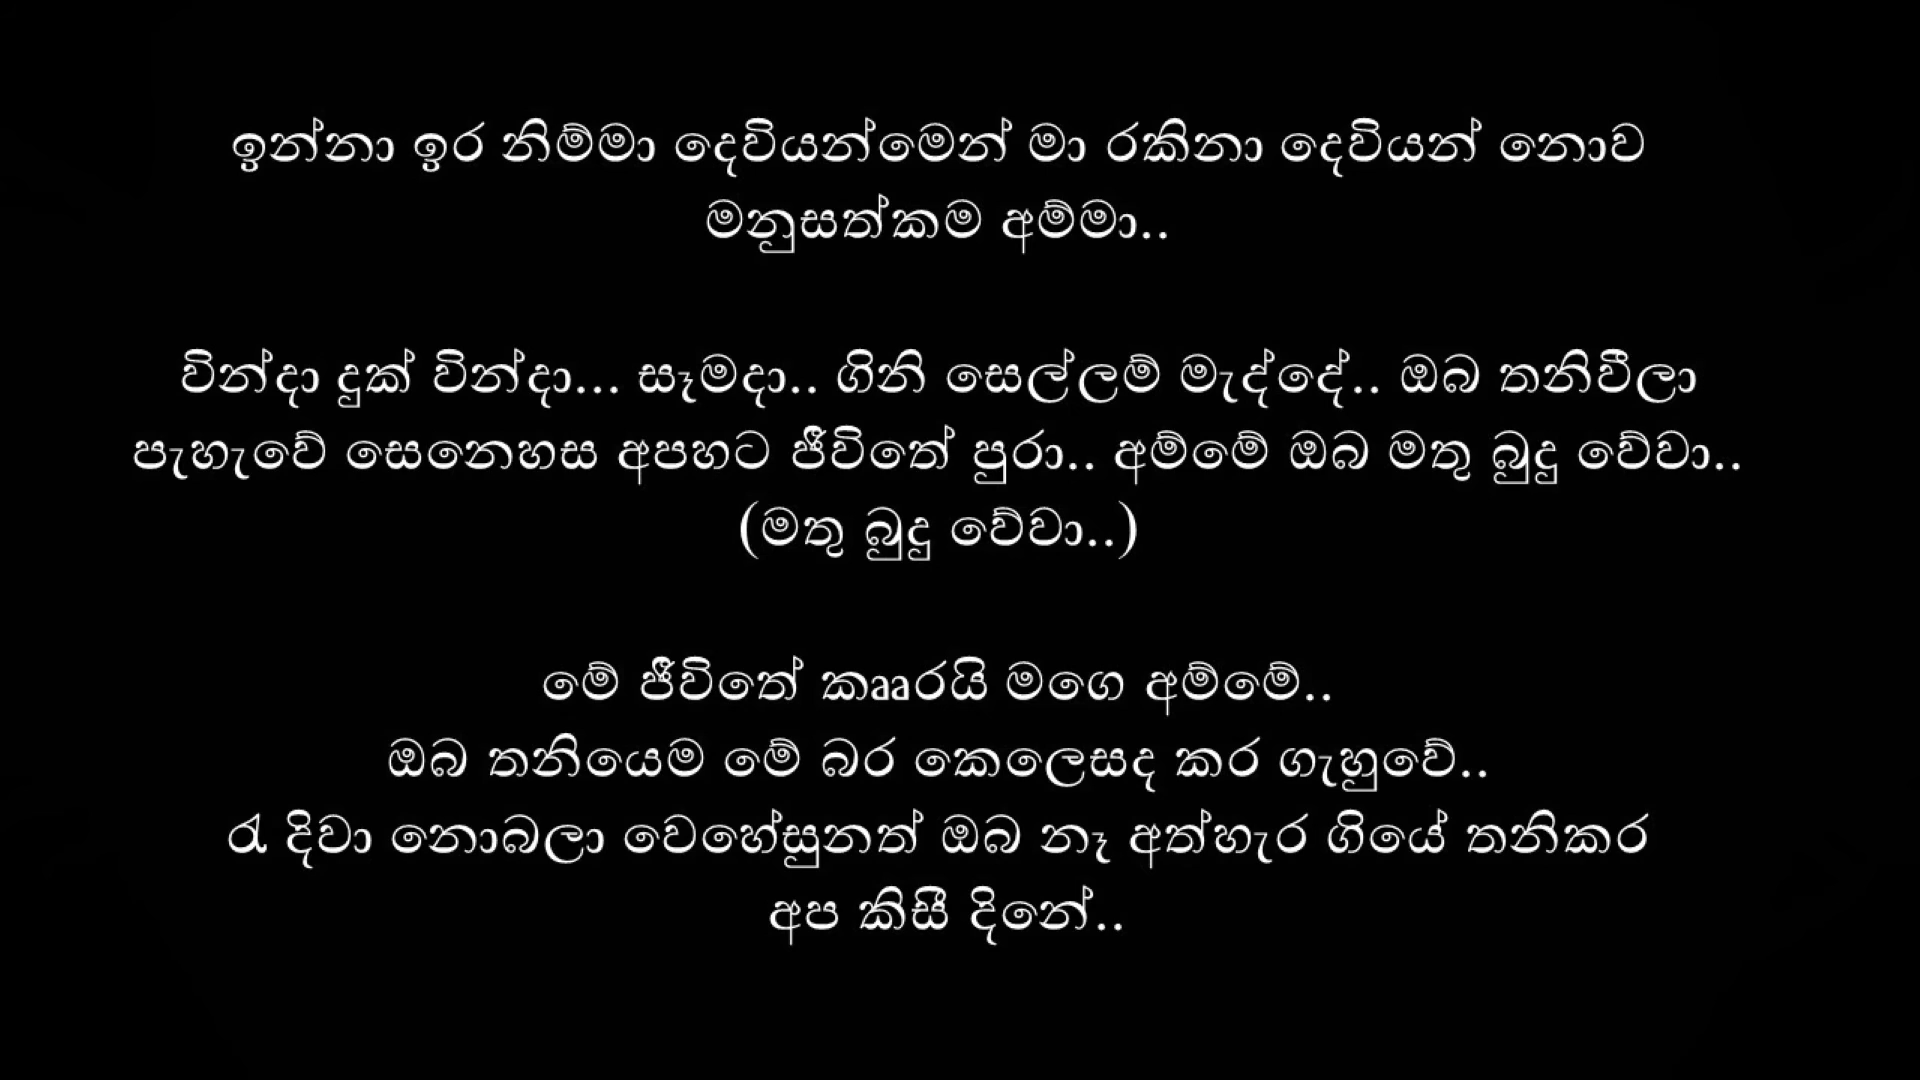 ඉන්නා ඉර නිම්මා දෙවියන්මෙන් මා රකිනා දෙවියන් නොව
මනුසත්කම අම්මා..
වින්දා දුක් වින්දා... සෑමදා.. ගිනි සෙල්ලම් මැද්දේ.. ඔබ තනිවීලා
පැහැවේ සෙනෙහස අපහට ජීවිතේ පුරා.. අම්මේ ඔබ මතු බුදු වේවා..
(මතු බුදු වේවා..)
මේ ජීවිතේ කaaරයි මගෙ අම්මේ..
ඔබ තනියෙම මේ බර කෙලෙසද කර ගැහුවේ..
රෑ දිවා නොබලා වෙහේසුනත් ඔබ නෑ අත්හැර ගියේ තනිකර
අප කිසී දිනේ..